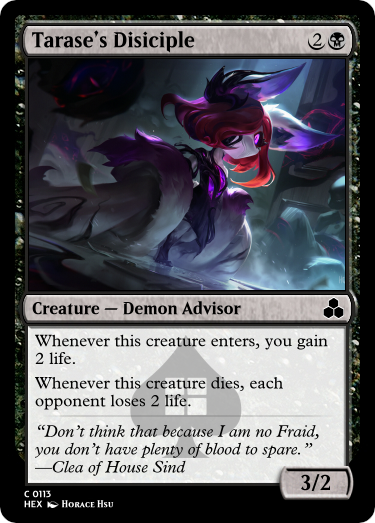 Tarase's Disiciple 2
Creature — Demon Advisor
Whenever this creature enters, you gain
2 life.
Whenever this creature dies, each
opponent loses 2 life.
“Don't think that because I am no Fraid,
you don't have plenty of blood to spare.”
—Clea of House Sind
3/2
C 0113
HEX Horace Hsu